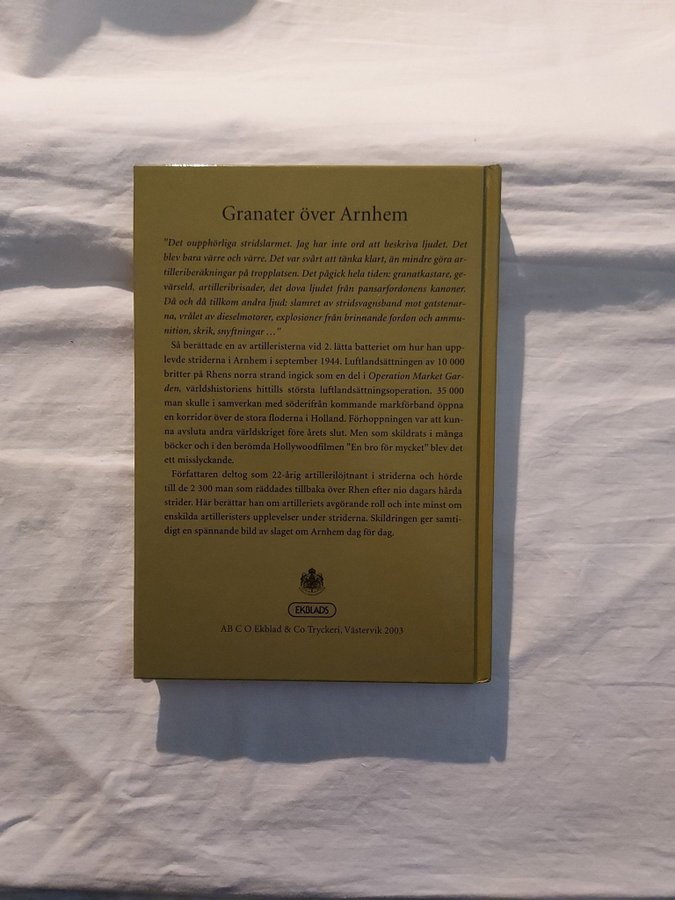 Granater över Arnhem
"Det oupphörliga stridslarmet. Jag har inte ord att beskriva ljudet. Det
blev bara värre och värre. Det var svårt att tänka klart, än mindre göra ar-
tilleriberäkningar på tropplatsen. Det pågick hela tiden: granatkastare, ge-
värseld, artilleribrisader, det dova ljudet från pansarfordonens kanoner.
Då och då tillkom andra ljud; slamret av stridsvagnsband mot gatstenar-
na, vrålet av dieselmotorer, explosioner från brinnande fordon och ammu-
nition, skrik, snyftningar ..."
Så berättade en av artilleristerna vid 2. lätta batteriet om hur han upp-
levde striderna i Arnhem i september 1944. Luftlandsättningen av 10 000
britter på Rhens norra strand ingick som en del i Operation Market Gar-
den, världshistoriens hittills största luftlandsättningsoperation. 35 000
man skulle i samverkan med söderifrån kommande markförband öppna
en korridor över de stora floderna i Holland. Förhoppningen var att kun-
na avsluta andra världskriget före årets slut. Men som skildrats i många
böcker och i den berömda Hollywoodfilmen "En bro för mycket" blev det
ett misslyckande.
Författaren deltog som 22-årig artillerilöjtnant i striderna och hörde
till de 2 300 man som räddades tillbaka över Rhen efter nio dagars hårda
strider. Här berättar han om artilleriets avgörande roll och inte minst om
enskilda artilleristers upplevelser under striderna. Skildringen ger samti-
digt en spännande bild av slaget om Arnhem dag för dag.
EKBLADS
AB C O Ekblad & Co Tryckeri, Västervik 2003